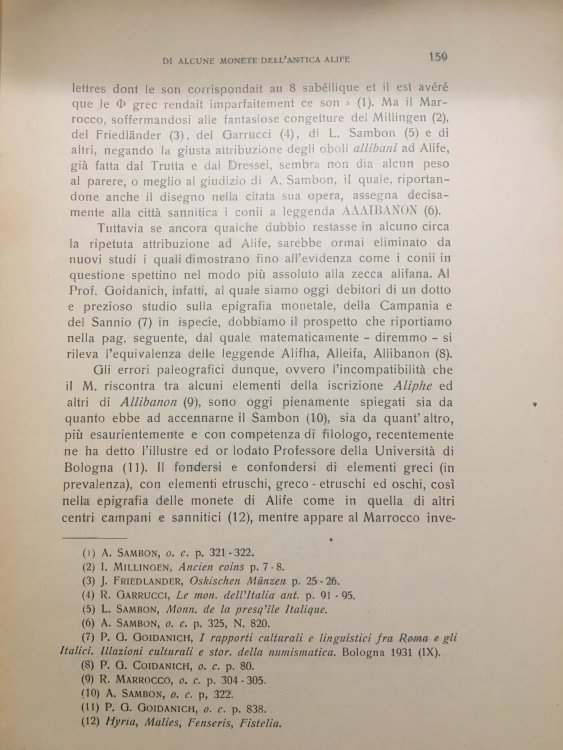 DI ALCUNE MONETE DELL'ANTICA ALIFE 159
lettres dont le son correspondait au 8 sabéllique et il est avéré
que le Φ grec rendait imparfaitement ce son » (1). Ma il Mar-
rocco, soffermandosi alle fantasiose congetture del Millingen (2),
del Friedländer (3), del Garrucci (4), di L. Sambon (5) e di
altri, negando la giusta attribuzione degli oboli allibani ad Alife,
già fatta dal Trutta e dal Dressel, sembra non dia alcun peso
al parere, o meglio al giudizio di A. Sambon, il quale, riportan-
done anche il disegno nella citata sua opera, assegna decisa-
mente alla città sannitica i conii a leggenda ΑΛΛΙΒΑΝΟΝ (6).
Tuttavia se ancora qualche dubbio restasse in alcuno circa
la ripetuta attribuzione ad Alife, sarebbe ormai eliminato da
nuovi studi i quali dimostrano fino all'evidenza come i conii in
questione spettino nel modo più assoluto alla zecca alifana. Al
Prof. Goidanich, infatti, al quale siamo oggi debitori di un dotto
e prezioso studio sulla epigrafia monetale, della Campania e
del Sannio (7) in ispecie, dobbiamo il prospetto che riportiamo
nella pag. seguente, dal quale matematicamente - diremmo - si
rileva l'equivalenza delle leggende Alifha, Alleifa, Allibanon (8).
Gli errori paleografici dunque, ovvero l'incompatibilità che
il M. riscontra tra alcuni elementi della iscrizione Aliphe ed
altri di Allibanon (9), sono oggi pienamente spiegati sia da
quanto ebbe ad accennarne il Sambon (10), sia da quant'altro,
più esaurientemente e con competenza di filologo, recentemente
ne ha detto l'illustre ed or lodato Professore della Università di
Bologna (11). Il fondersi e confondersi di elementi greci (in
prevalenza), con elementi etruschi, greco - etruschi ed oschi, così
nella epigrafia delle monete di Alife come in quella di altri
centri campani e sannitici (12), mentre appare al Marrocco inve-
(1) A. SAMBON, o. c. p. 321-322.
(2) I. MILLINGEN, Ancien coins p. 7-8.
(3) J. FRIEDLANDER, Oskischen Münzen p. 25-26.
(4) R. GARRUCCI, Le mon. dell'Italia ant. p. 91 - 95.
(5) L. SAMBON, Monn. de la presq'île Italique.
(6) A. SAMBON, o. c. p. 325, N. 820.
(7) P. G. GOIDANICH, I rapporti culturali e linguistici fra Roma e gli
Italici. Illazioni culturali e stor. della numismatica. Bologna 1931 (IX).
(8) P. G. COIDANICH, o. c. p. 80.
(9) R. MARROCCO, o. c. p. 304-305.
(10) A. SAMBON, o. c. p, 322.
(11) P. G. GOIDANICH, o. c. p. 838.
(12) Hyria, Malies, Fenseris, Fistelia.